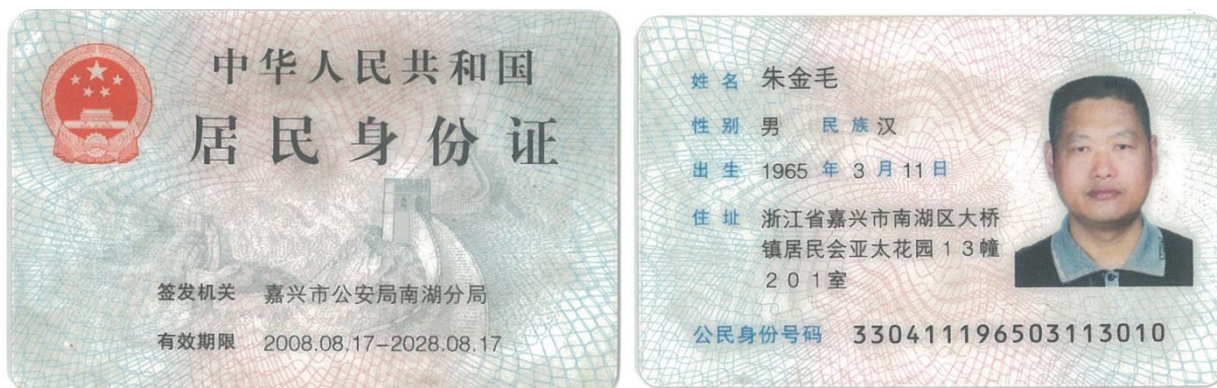 中华人民共和国
居民身份证
签发机关 嘉兴市公安局南湖分局
有效期限 2008.08.17-2028.08.17
姓名 朱金毛
性别 男 民族 汉
出生 1965 年 3 月 11 日
住址 浙江省嘉兴市南湖区大桥
镇居民会亚太花园13幢
201室
公民身份号码 330411196503113010